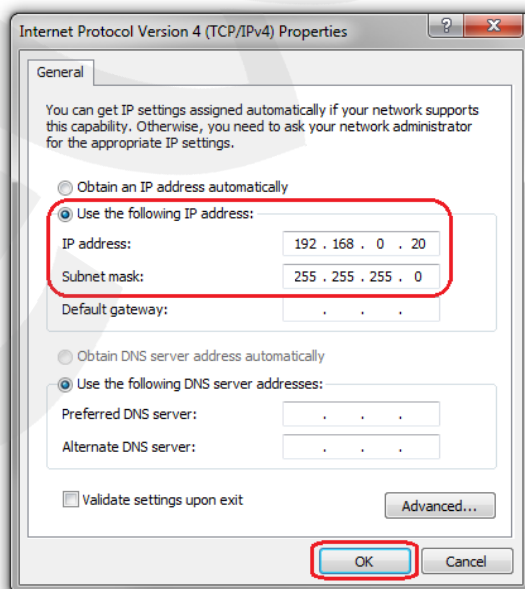 Internet Protocol Version 4 (TCP/IPv4) Properties
?
X
General
You can get IP settings assigned automatically if your network supports
this capability. Otherwise, you need to ask your network administrator
for the appropriate IP settings.
Obtain an IP address automatically
Use the following IP address:
IP address: 192 . 168 . 0 . 20
Subnet mask: 255 . 255 . 255 . 0
Default gateway: . . .
Obtain DNS server address automatically
Use the following DNS server addresses:
Preferred DNS server: . . .
Alternate DNS server: . . .
Validate settings upon exit
Advanced...
OK Cancel